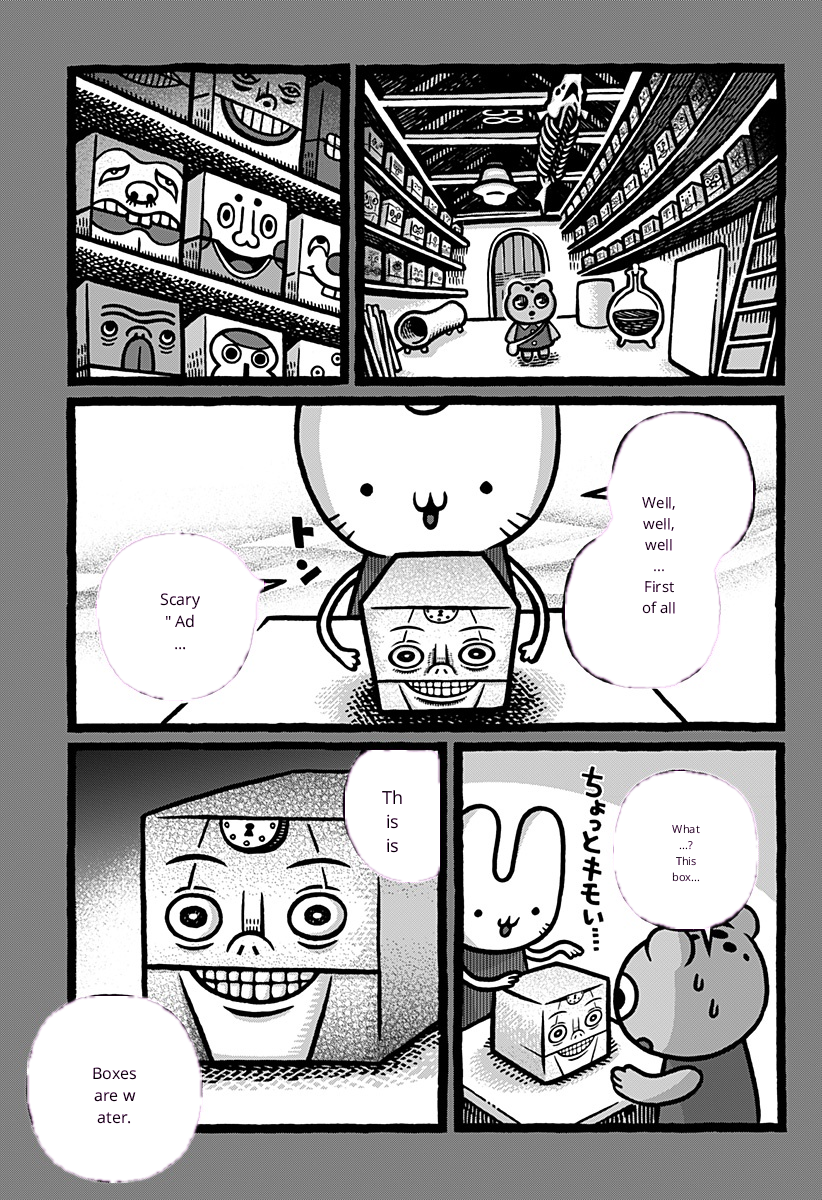 58
Well,
well,
well
...
First
of all
トン
Scary
" Ad
...
What
...?
This
box...
ちょっとキモい…
Th
is
is
Boxes
are w
ater.